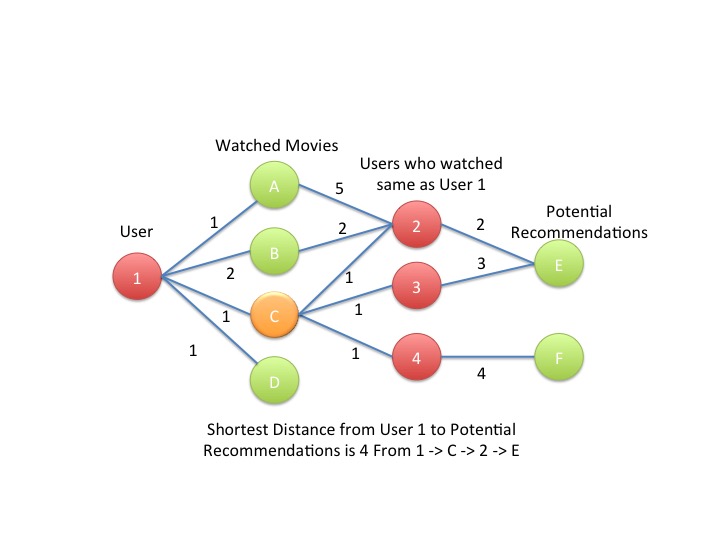 Watched Movies
Users who watched
same as User 1
User
Potential
Recommendations
1
A
B
C
D
2
3
4
E
F
1
2
1
1
5
2
1
1
1
2
3
4
Shortest Distance from User 1 to Potential
Recommendations is 4 From 1 -> C -> 2 -> E